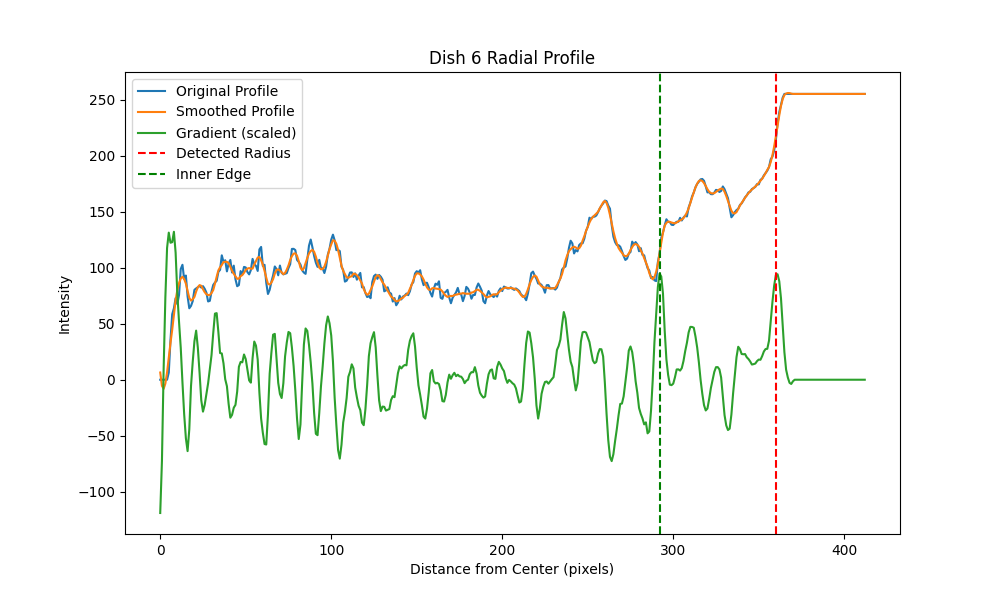 Dish 6 Radial Profile
Original Profile
Smoothed Profile
Gradient (scaled)
Detected Radius
Inner Edge
250
200
150
100
50
0
−50
−100
Intensity
0 100 200 300 400
Distance from Center (pixels)